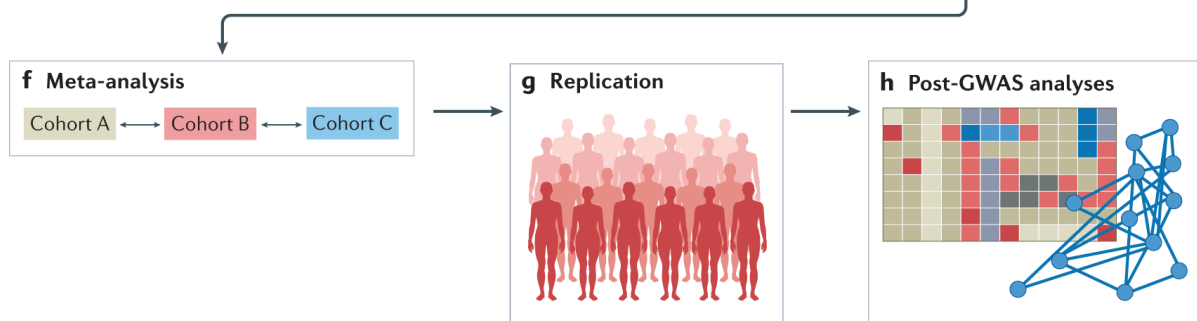 f Meta-analysis
Cohort A
Cohort B
Cohort C
g Replication
h Post-GWAS analyses